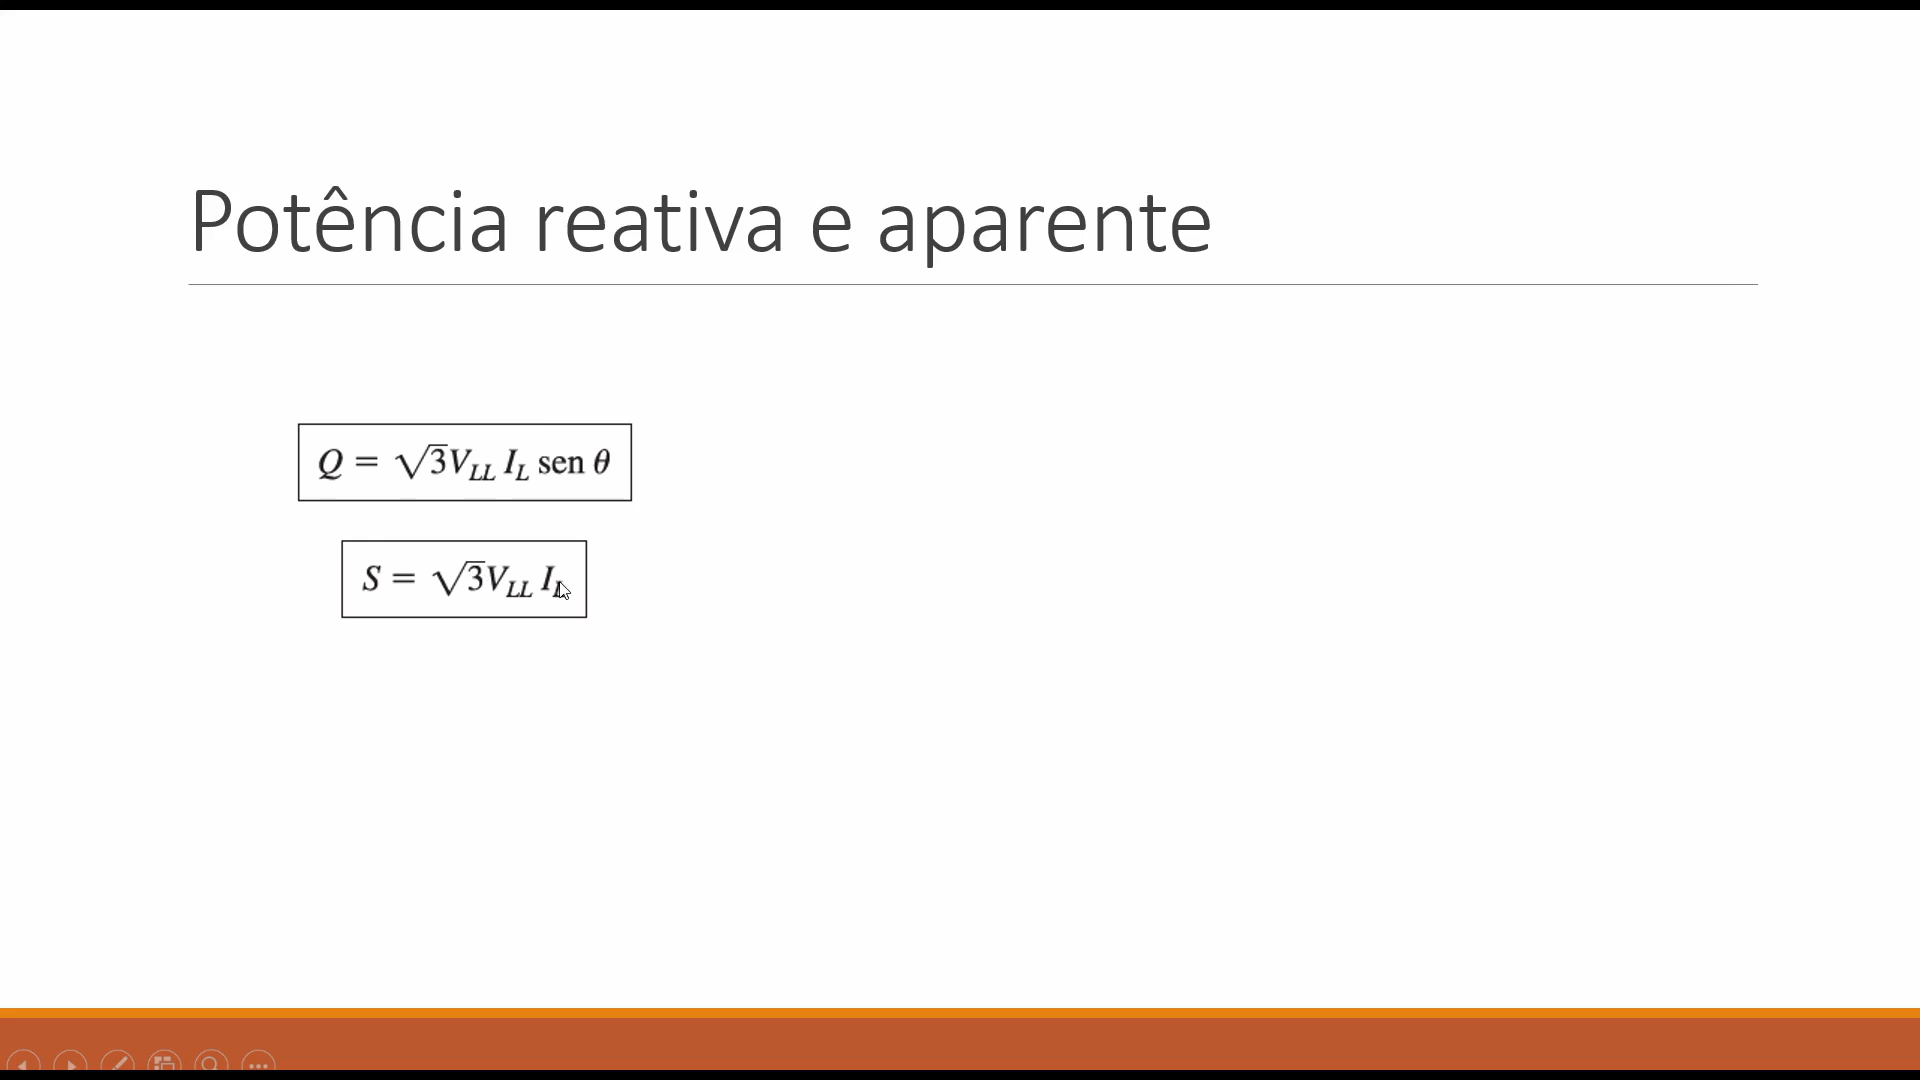 Potência reativa e aparente
Q = √3V_LL I_L sen θ
S = √3V_LL I_L